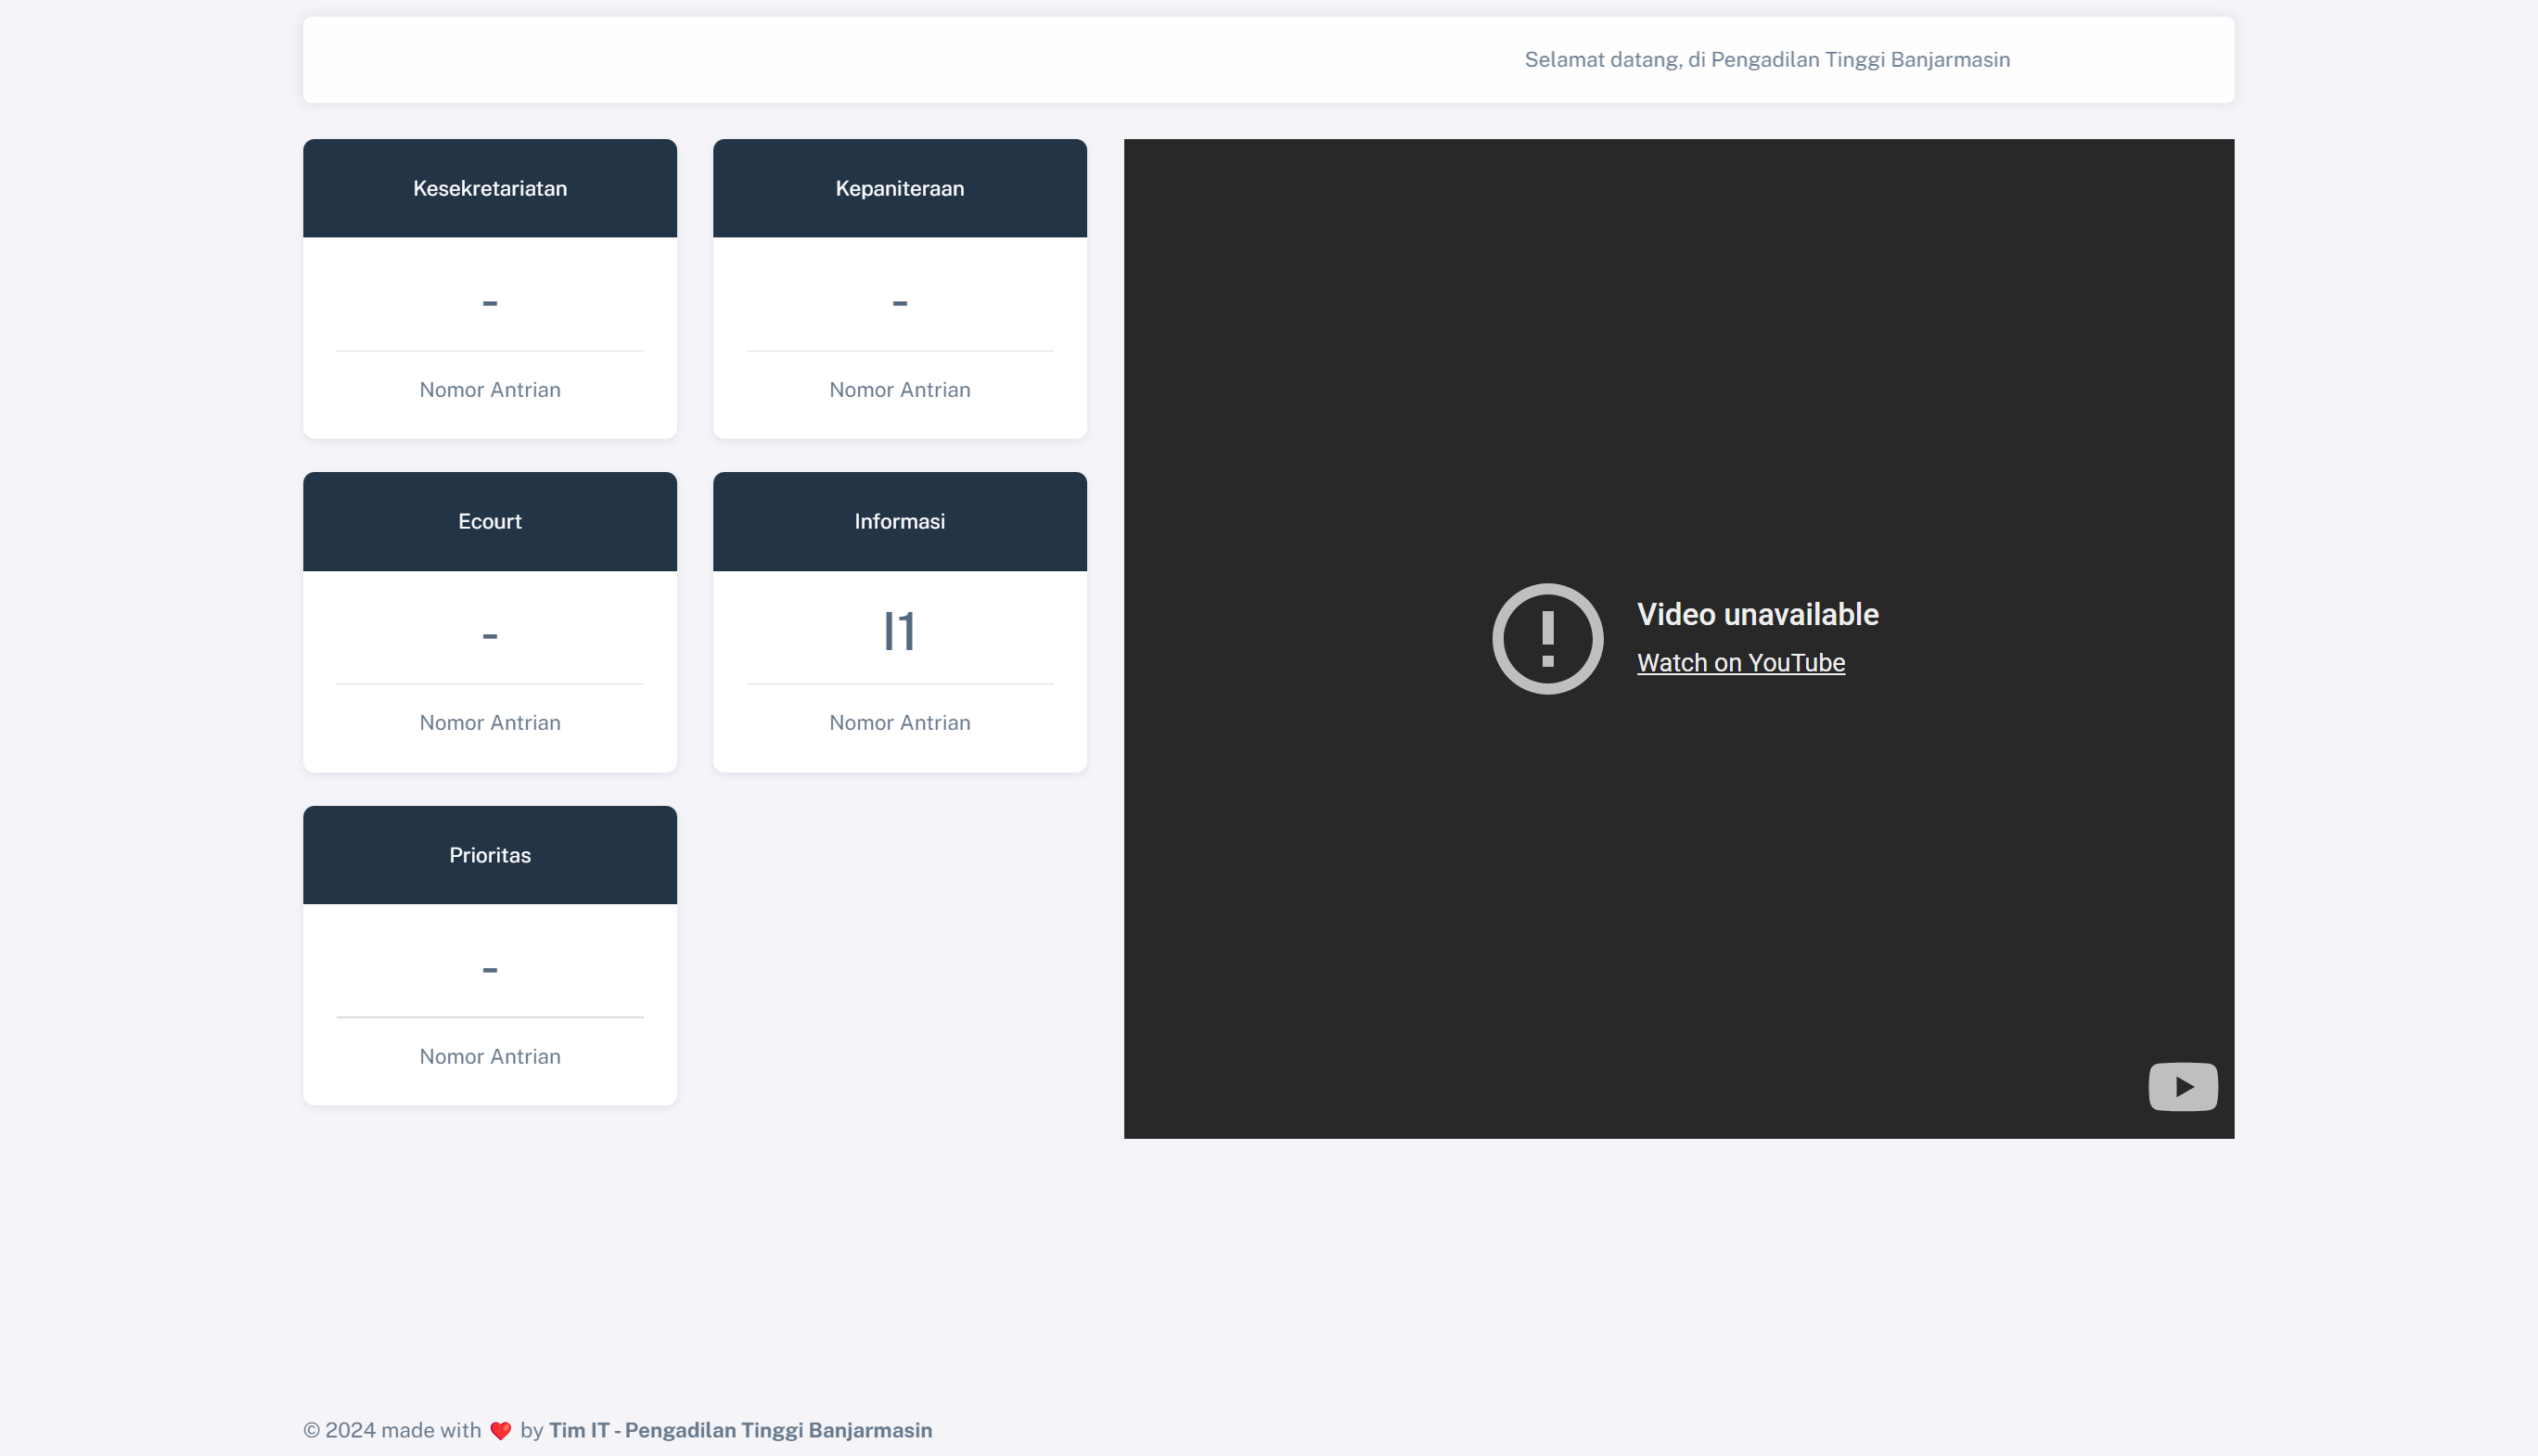 Selamat datang, di Pengadilan Tinggi Banjarmasin
Kesekretariatan
-
Nomor Antrian
Kepaniteraan
-
Nomor Antrian
Ecourt
-
Nomor Antrian
Informasi
I1
Nomor Antrian
Prioritas
-
Nomor Antrian
Video unavailable
Watch on YouTube
© 2024 made with ❤️ by Tim IT - Pengadilan Tinggi Banjarmasin